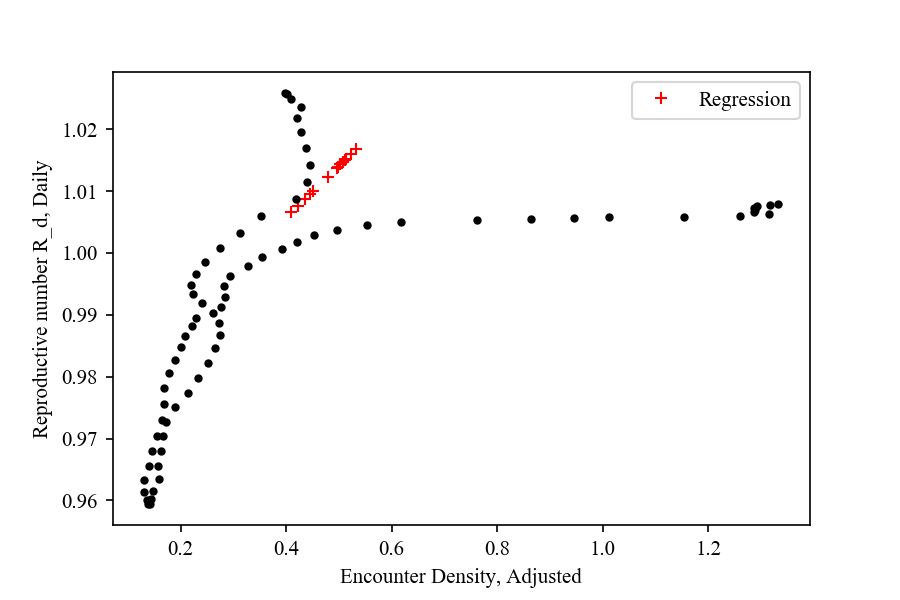 Regression
1.02
1.01
1.00
0.99
0.98
0.97
0.96
Reproductive number R_d, Daily
0.2 0.4 0.6 0.8 1.0 1.2
Encounter Density, Adjusted